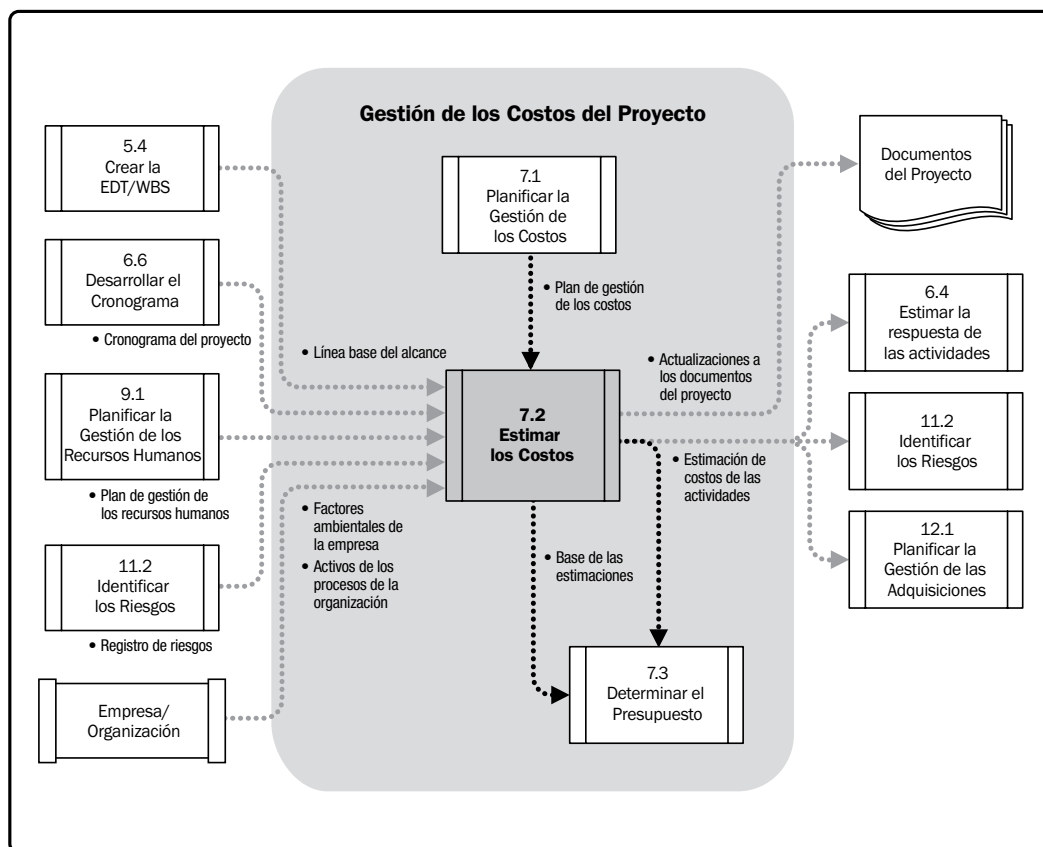 Gestión de los Costos del Proyecto
5.4
Crear la
EDT/WBS
6.6
Desarrollar el
Cronograma
• Cronograma del proyecto
9.1
Planificar la
Gestión de los
Recursos Humanos
• Plan de gestión de
los recursos humanos
11.2
Identificar
los Riesgos
• Registro de riesgos
Empresa/
Organización
7.1
Planificar la
Gestión de
los Costos
• Plan de gestión
de los costos
• Línea base del alcance
7.2
Estimar
los Costos
• Factores
ambientales de
la empresa
• Activos de los
procesos de la
organización
• Actualizaciones a
los documentos
del proyecto
• Estimación de
costos de las
actividades
• Base de las
estimaciones
7.3
Determinar el
Presupuesto
Documentos
del Proyecto
6.4
Estimar la
respuesta de
las actividades
11.2
Identificar
los Riesgos
12.1
Planificar la
Gestión de las
Adquisiciones